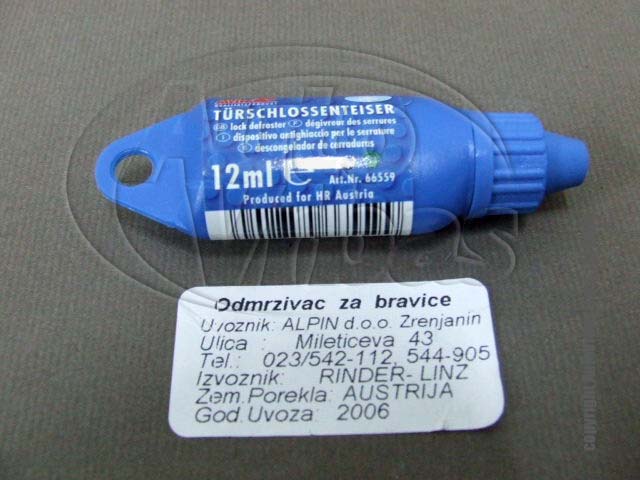 TÜRSCHLOSSENTEISER
GB lock defroster F dégivreur des serrures
I dispositivo antighiaccio per le serrature
E descongelador de cerraduras
12ml e
Art.Nr. 66559
Produced for HR Austria
Odmrzivac za bravice
Uvoznik: ALPIN d.o.o. Zrenjanin
Ulica : Mileticeva 43
Tel.: 023/542-112, 544-905
Izvoznik: RINDER- LINZ
Zem.Porekla: AUSTRIJA
God.Uvoza: 2006